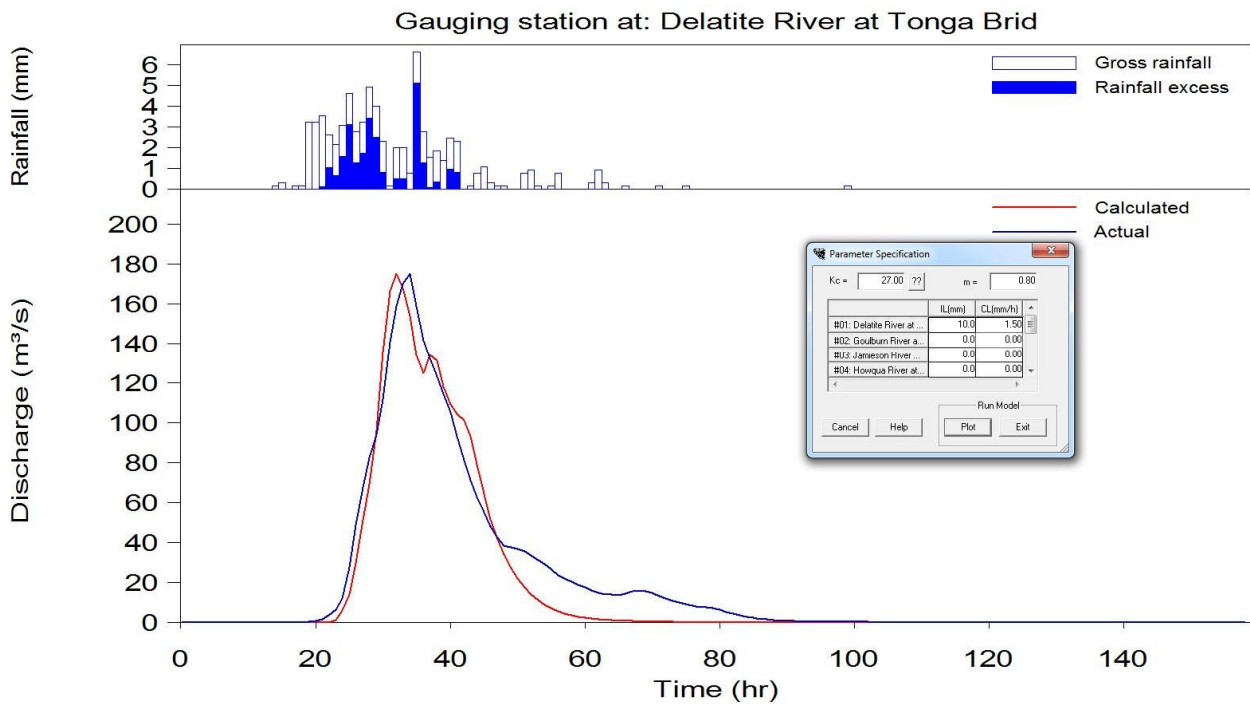 Gauging station at: Delatite River at Tonga Brid
Rainfall (mm)
6
5
4
3
2
1
0
Gross rainfall
Rainfall excess
Discharge (m³/s)
200
180
160
140
120
100
80
60
40
20
0
Calculated
Actual
Parameter Specification
Kc = 27.00 ?? m = 0.80
IL(mm) CL(mm/h)
#01: Delatite River at ... 10.0 1.50
#02: Goulburn River a... 0.0 0.00
#03: Jamieson River ... 0.0 0.00
#04: Howqua River at... 0.0 0.00
Run Model
Cancel Help Plot Exit
0 20 40 60 80 100 120 140
Time (hr)